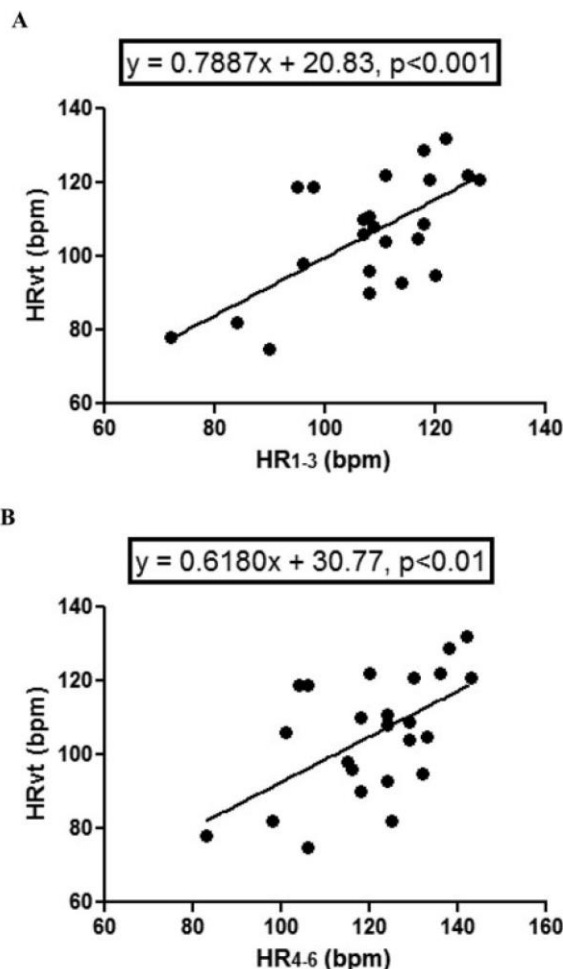 A
y = 0.7887x + 20.83, p<0.001
140
120
100
80
60
HRvt (bpm)
60 80 100 120 140
HR1-3 (bpm)
B
y = 0.6180x + 30.77, p<0.01
140
120
100
80
60
HRvt (bpm)
60 80 100 120 140 160
HR4-6 (bpm)